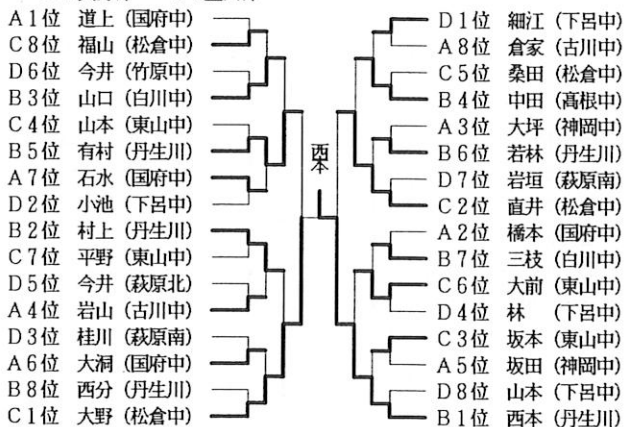 A1位 道上 (国府中)
C8位 福山 (松倉中)
D6位 今井 (竹原中)
B3位 山口 (白川中)
C4位 山本 (東山中)
B5位 有村 (丹生川)
A7位 石水 (国府中)
D2位 小池 (下呂中)
B2位 村上 (丹生川)
C7位 平野 (東山中)
D5位 今井 (萩原北)
A4位 岩山 (古川中)
D3位 桂川 (萩原南)
A6位 大洞 (国府中)
B8位 西分 (丹生川)
C1位 大野 (松倉中)
西本
D1位 細江 (下呂中)
A8位 倉家 (古川中)
C5位 桑田 (松倉中)
B4位 中田 (高根中)
A3位 大坪 (神岡中)
B6位 若林 (丹生川)
D7位 岩垣 (萩原南)
C2位 直井 (松倉中)
A2位 橋本 (国府中)
B7位 三枝 (白川中)
C6位 大前 (東山中)
D4位 林 (下呂中)
C3位 坂本 (東山中)
A5位 坂田 (神岡中)
D8位 山本 (下呂中)
B1位 西本 (丹生川)